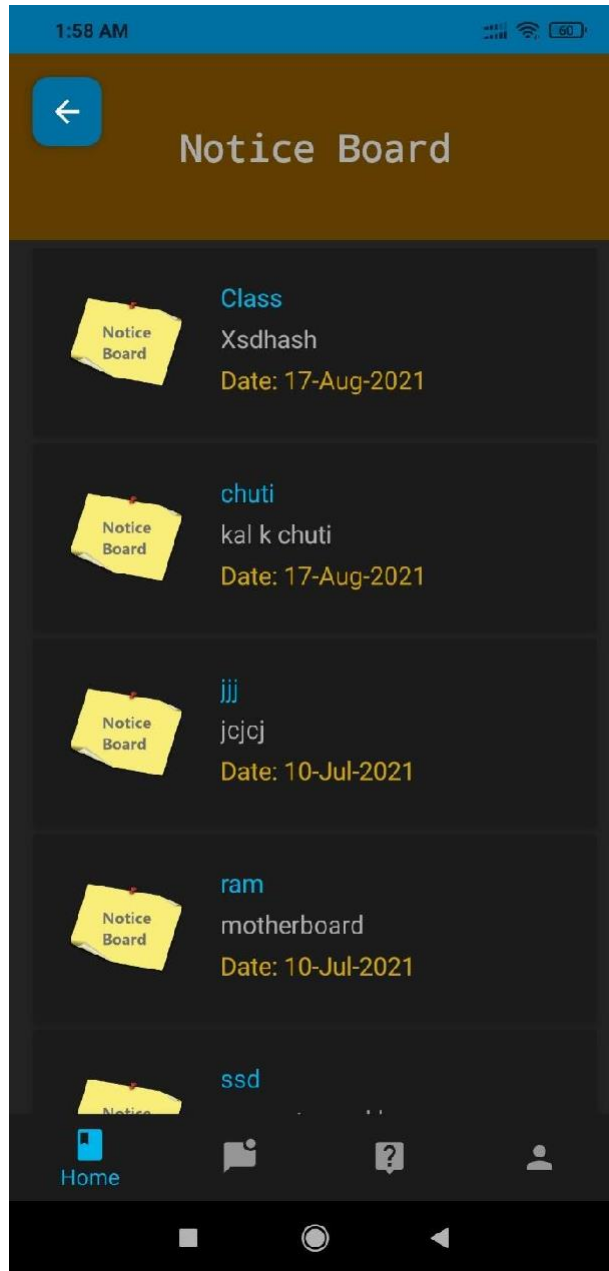 1:58 AM
60
Notice Board
Notice
Board
Class
Xsdhash
Date: 17-Aug-2021
Notice
Board
chuti
kal k chuti
Date: 17-Aug-2021
Notice
Board
jjj
jcjcj
Date: 10-Jul-2021
Notice
Board
ram
motherboard
Date: 10-Jul-2021
Notice
ssd
Home